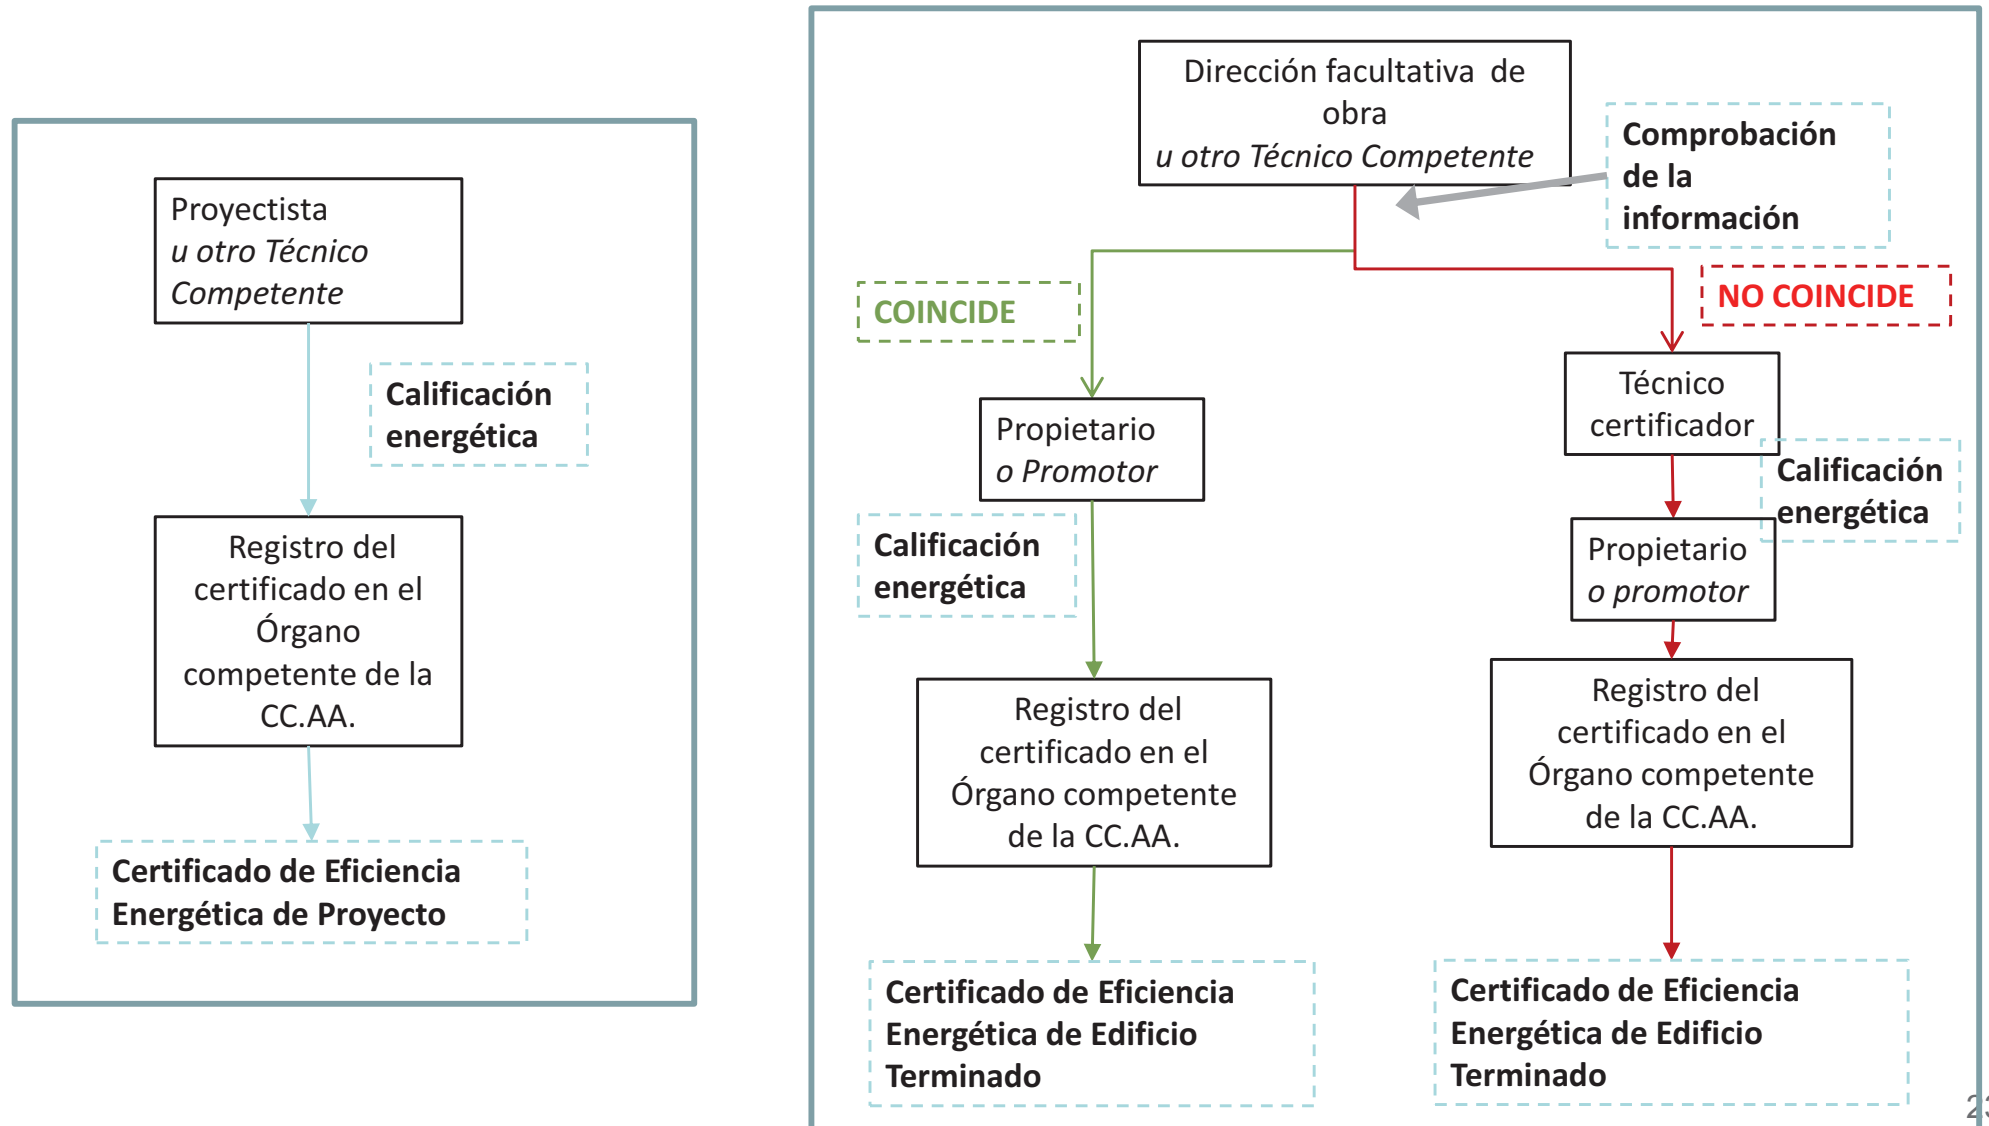 Proyectista
u otro Técnico
Competente
Calificación
energética
Registro del
certificado en el
Órgano
competente de la
CC.AA.
Certificado de Eficiencia
Energética de Proyecto
Dirección facultativa de
obra
u otro Técnico Competente
Comprobación
de la
información
COINCIDE
NO COINCIDE
Propietario
o Promotor
Calificación
energética
Registro del
certificado en el
Órgano competente
de la CC.AA.
Certificado de Eficiencia
Energética de Edificio
Terminado
Técnico
certificador
Calificación
energética
Propietario
o promotor
Registro del
certificado en el
Órgano competente
de la CC.AA.
Certificado de Eficiencia
Energética de Edificio
Terminado
23